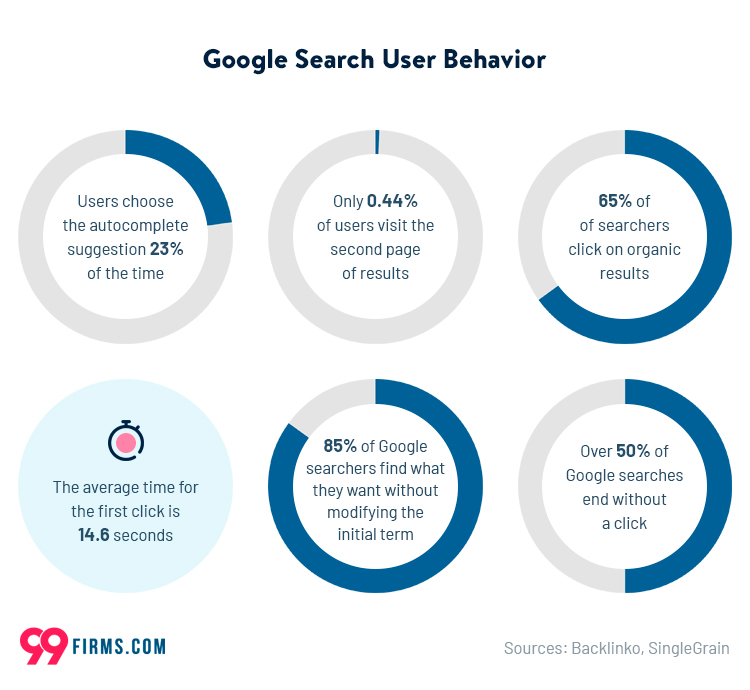 Google Search User Behavior
Users choose
the autocomplete
suggestion 23%
of the time
Only 0.44%
of users visit the
second page
of results
65% of
of searchers
click on organic
results
The average time for
the first click is
14.6 seconds
85% of Google
searchers find what
they want without
modifying the
initial term
Over 50% of
Google searches
end without
a click
99FIRMS.COM
Sources: Backlinko, SingleGrain